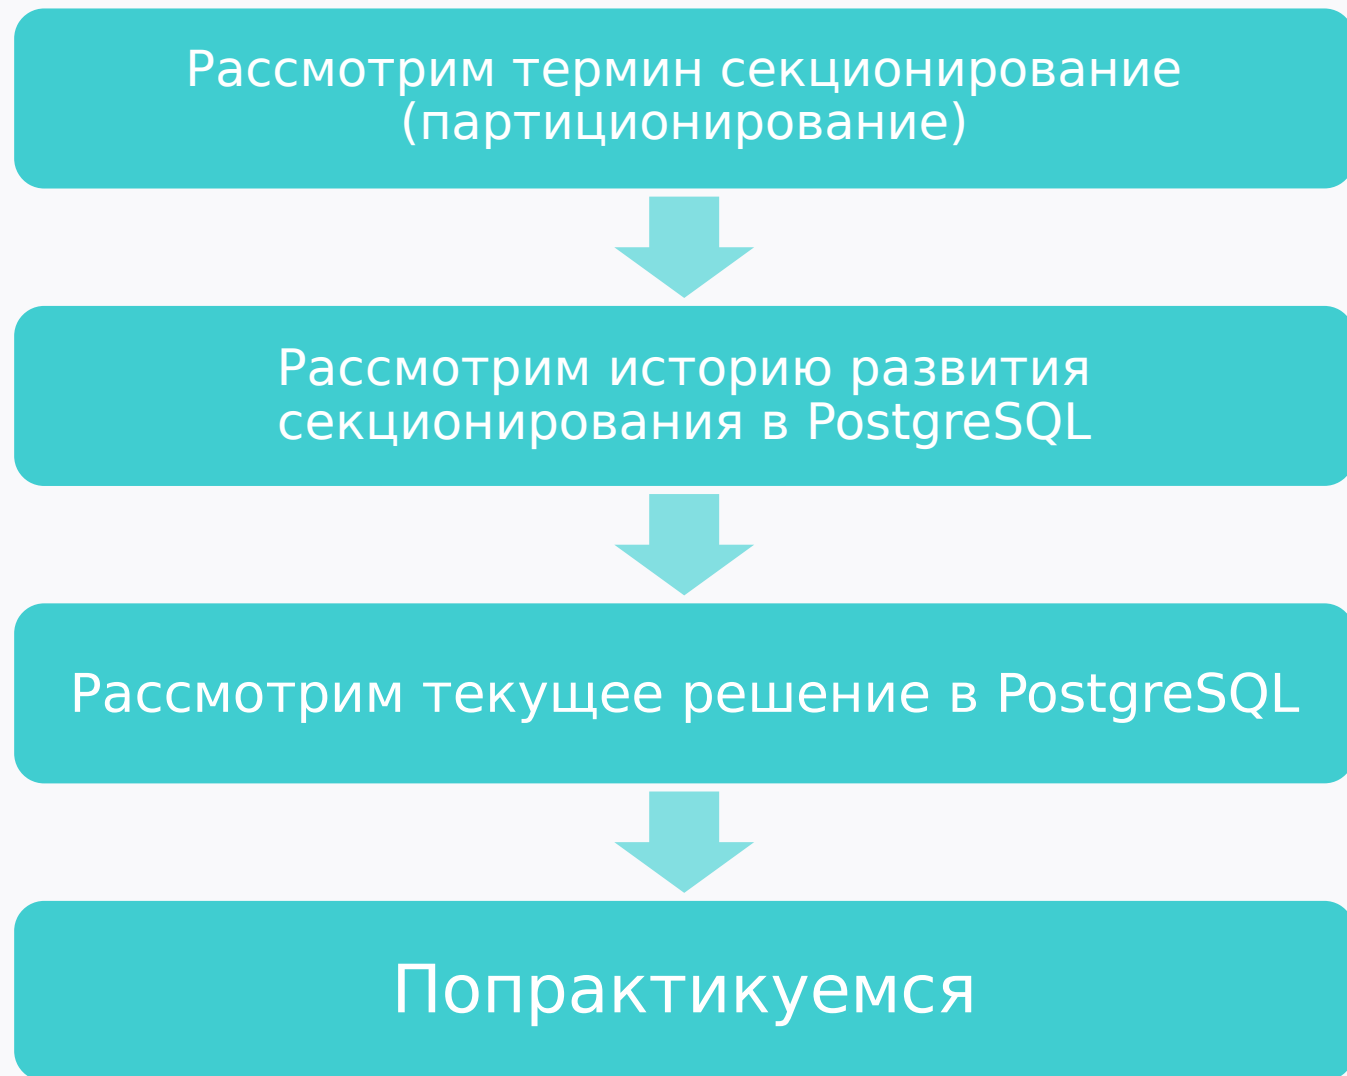 Рассмотрим термин секционирование
(партиционирование)
Рассмотрим историю развития
секционирования в PostgreSQL
Рассмотрим текущее решение в PostgreSQL
Попрактикуемся